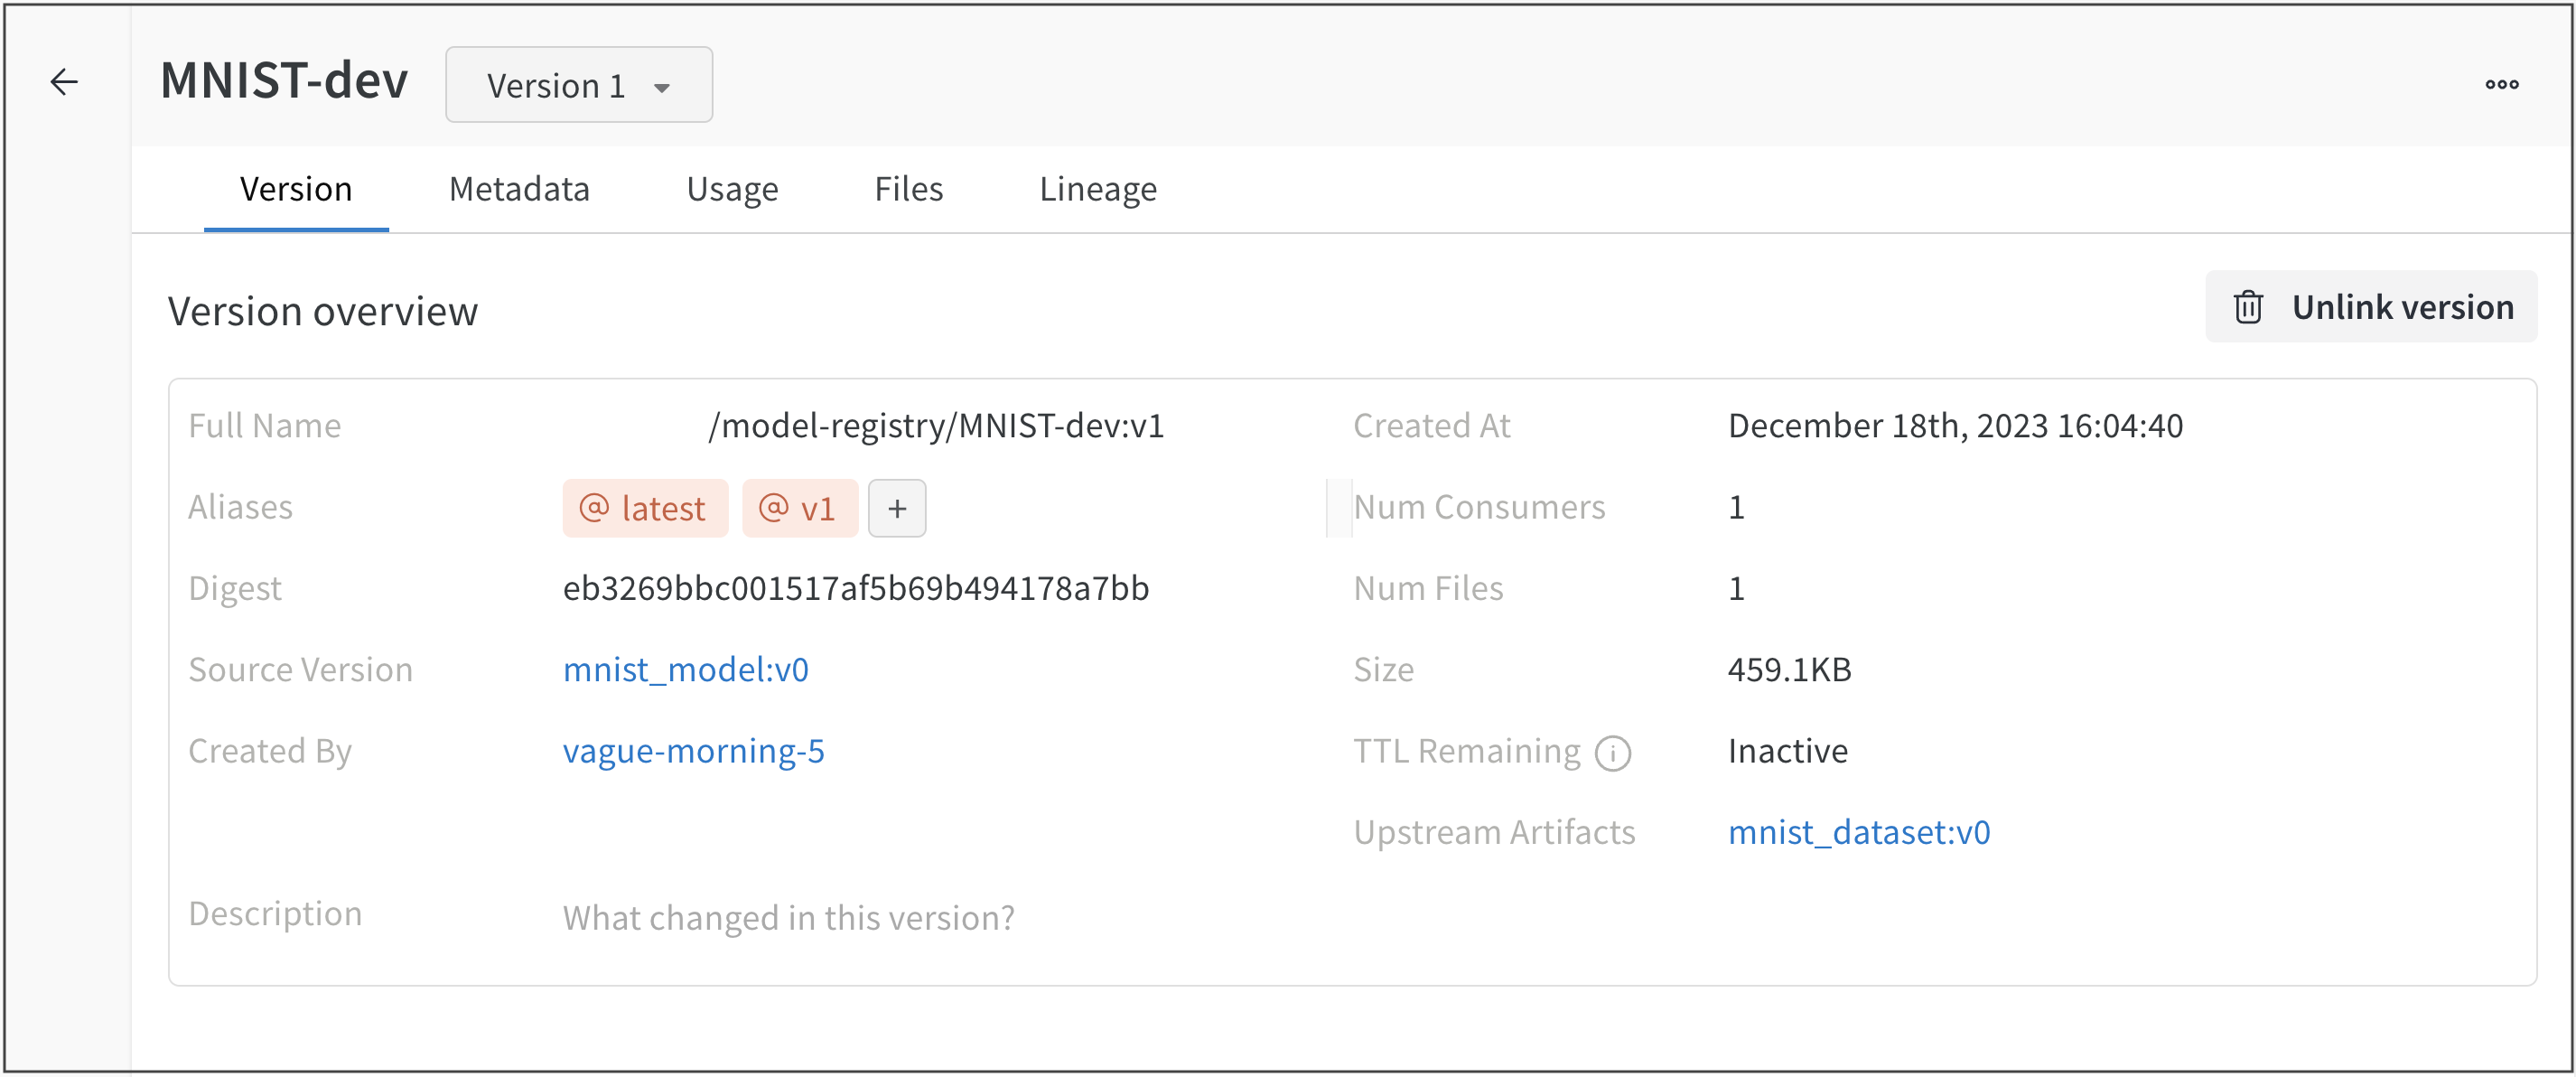 MNIST-dev Version 1
Version Metadata Usage Files Lineage
Version overview
Unlink version
Full Name /model-registry/MNIST-dev:v1
Aliases @ latest @ v1 +
Digest eb3269bbc001517af5b69b494178a7bb
Source Version mnist_model:v0
Created By vague-morning-5
Description What changed in this version?
Created At December 18th, 2023 16:04:40
Num Consumers 1
Num Files 1
Size 459.1KB
TTL Remaining Inactive
Upstream Artifacts mnist_dataset:v0